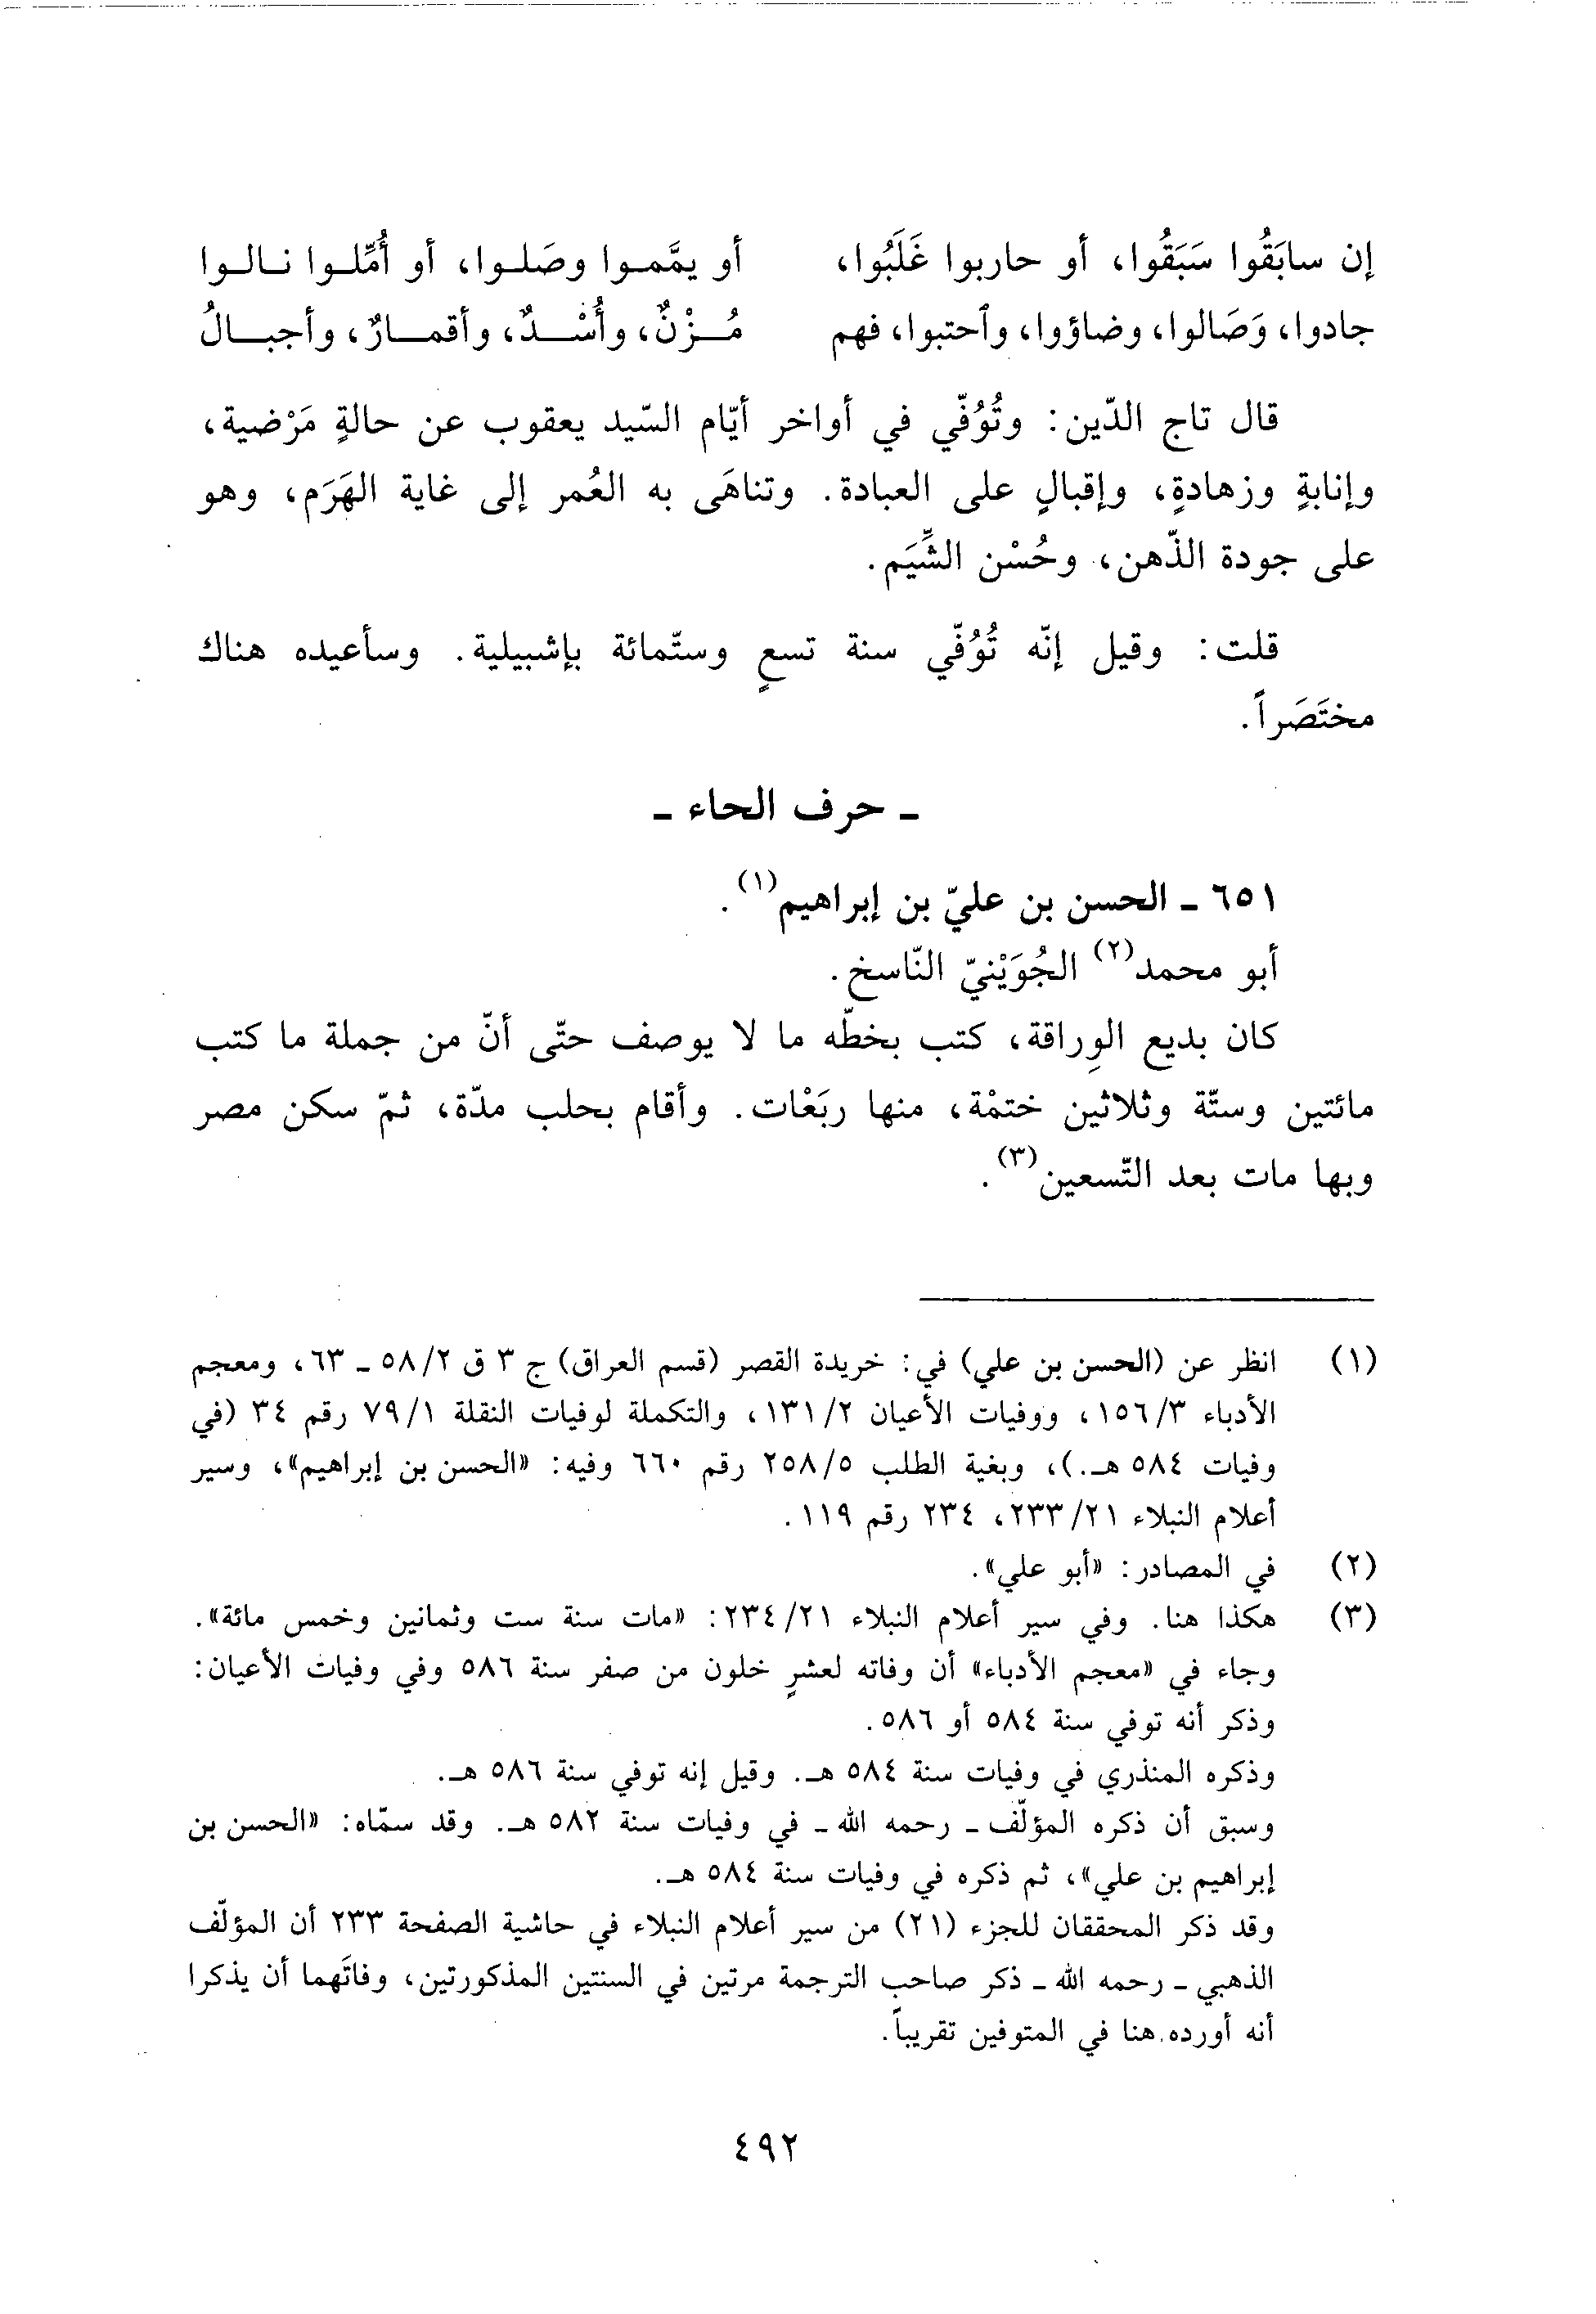 إن سابَقُوا سَبَقُوا، أو حاربوا غَلَبُوا، أو يمَّموا وصَلوا، أو أُمِّلوا نالوا
جادوا، وَصَالوا، وضاؤوا، وٱحتبوا، فهم مُزْنٌ، وأُسْدٌ، وأقمارٌ، وأجبالُ
قال تاج الدّين: وتُوُفّي في أواخر أيّام السّيد يعقوب عن حالةٍ مَرْضية،
وإنابةٍ وزهادةٍ، وإقبالٍ على العبادة. وتناهَى به العُمر إلى غاية الهَرَم، وهو
على جودة الذّهن، وحُسْن الشِّيَم.
قلت: وقيل إنّه تُوُفّي سنة تسعٍ وستّمائة بإشبيلية. وسأعيده هناك
مختَصَراً.
ـ حرف الحاء ـ
٦٥١ ـ الحسن بن عليّ بن إبراهيم(١).
أبو محمد(٢) الجُوَيْنيّ النّاسخ.
كان بديع الوِراقة، كتب بخطّه ما لا يوصف حتّى أنّ من جملة ما كتب
مائتين وستّة وثلاثين ختمْة، منها ربَعْات. وأقام بحلب مدّة، ثمّ سكن مصر
وبها مات بعد التّسعين(٣).
(١) انظر عن (الحسن بن علي) في: خريدة القصر (قسم العراق) ج ٣ ق ٥٨/٢ ـ ٦٣، ومعجم
الأدباء ١٥٦/٣، ووفيات الأعيان ١٣١/٢، والتكملة لوفيات النقلة ٧٩/١ رقم ٣٤ (في
وفيات ٥٨٤ هـ.)، وبغية الطلب ٢٥٨/٥ رقم ٦٦٠ وفيه: «الحسن بن إبراهيم»، وسير
أعلام النبلاء ٢٣٣/٢١، ٢٣٤ رقم ١١٩.
(٢) في المصادر: «أبو علي».
(٣) هكذا هنا. وفي سير أعلام النبلاء ٢٣٤/٢١: «مات سنة ست وثمانين وخمس مائة».
وجاء في «معجم الأدباء» أن وفاته لعشرٍ خلون من صفر سنة ٥٨٦ وفي وفيات الأعيان:
وذكر أنه توفي سنة ٥٨٤ أو ٥٨٦.
وذكره المنذري في وفيات سنة ٥٨٤ هـ. وقيل إنه توفي سنة ٥٨٦ هـ.
وسبق أن ذكره المؤلّف ـ رحمه الله ـ في وفيات سنة ٥٨٢ هـ. وقد سمّاه: «الحسن بن
إبراهيم بن علي»، ثم ذكره في وفيات سنة ٥٨٤ هـ.
وقد ذكر المحققان للجزء (٢١) من سير أعلام النبلاء في حاشية الصفحة ٢٣٣ أن المؤلّف
الذهبي ـ رحمه الله ـ ذكر صاحب الترجمة مرتين في السنتين المذكورتين، وفاتَهما أن يذكرا
أنه أورده هنا في المتوفين تقريباً.
٤٩٢